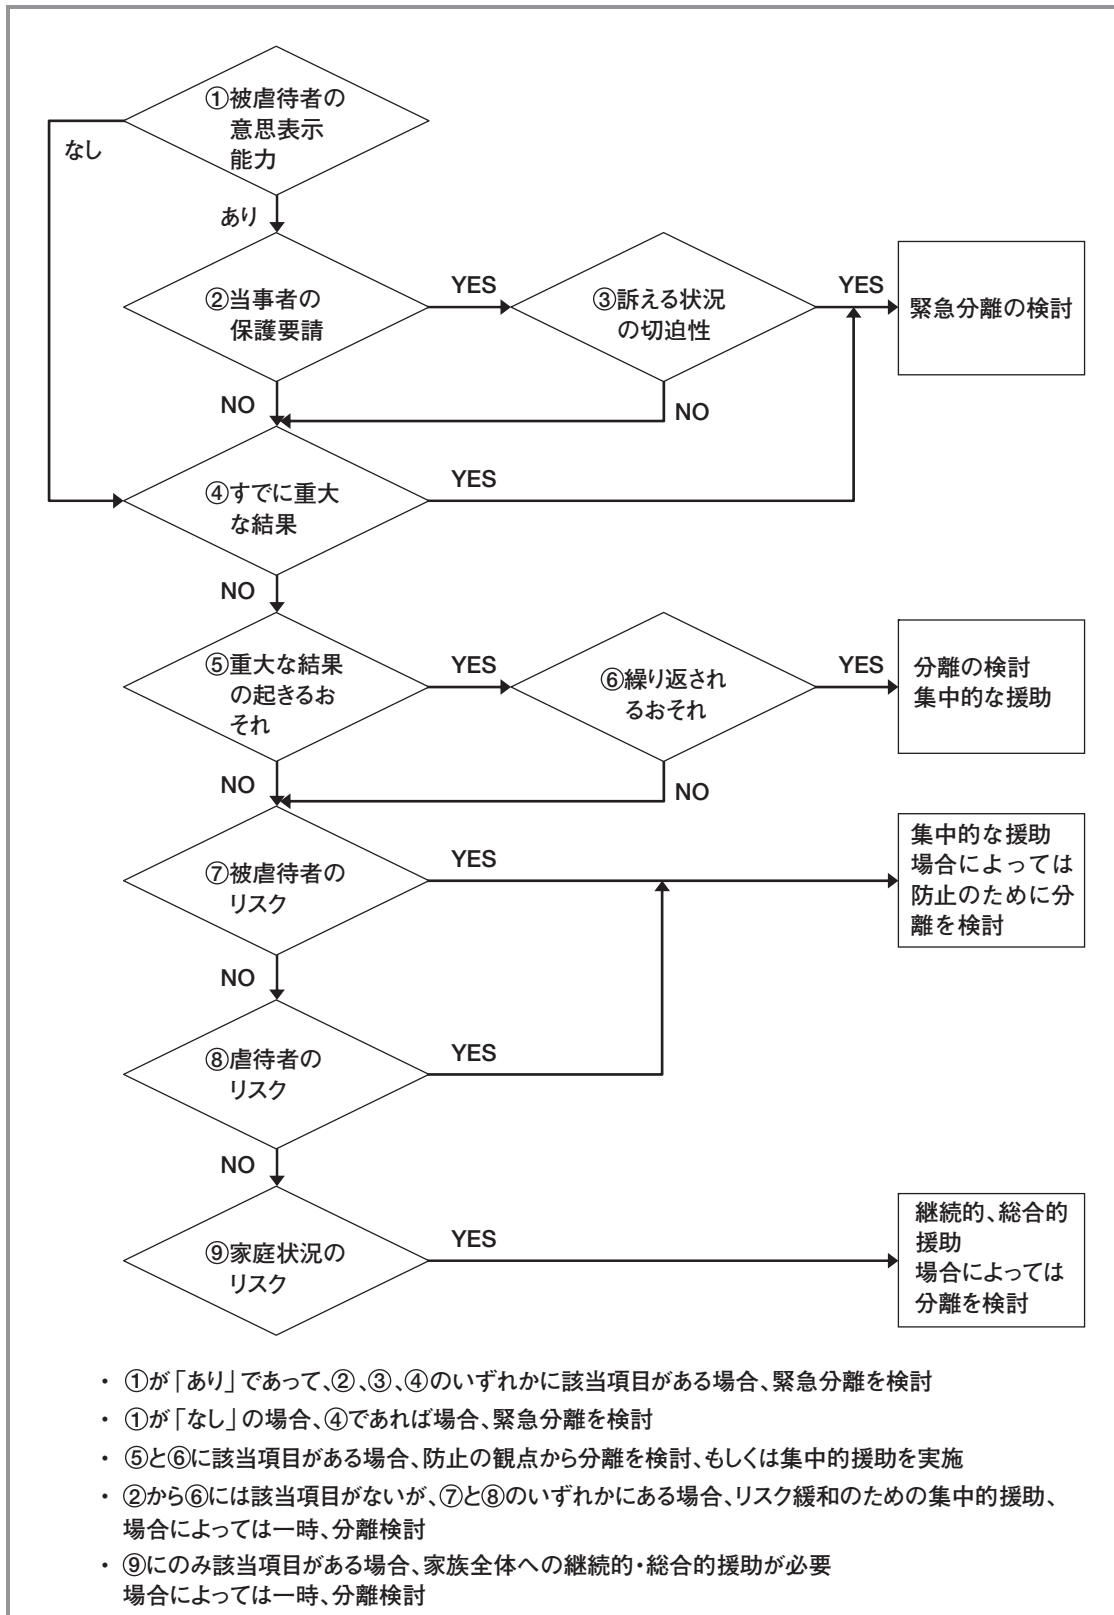 ①被虐待者の
意思表示
能力
なし
あり
②当事者の
保護要請
YES
③訴える状況
の切迫性
YES
緊急分離の検討
NO
NO
④すでに重大
な結果
YES
NO
⑤重大な結果
の起きるお
それ
YES
⑥繰り返され
るおそれ
YES
分離の検討
集中的な援助
NO
NO
⑦被虐待者の
リスク
YES
集中的な援助
場合によっては
防止のために分
離を検討
NO
⑧虐待者の
リスク
YES
NO
⑨家庭状況の
リスク
YES
継続的、総合的
援助
場合によっては
分離を検討
・ ①が「あり」であって、②、③、④のいずれかに該当項目がある場合、緊急分離を検討
・ ①が「なし」の場合、④であれば場合、緊急分離を検討
・ ⑤と⑥に該当項目がある場合、防止の観点から分離を検討、もしくは集中的援助を実施
・ ②から⑥には該当項目がないが、⑦と⑧のいずれかにある場合、リスク緩和のための集中的援助、
場合によっては一時、分離検討
・ ⑨にのみ該当項目がある場合、家族全体への継続的・総合的援助が必要
場合によっては一時、分離検討